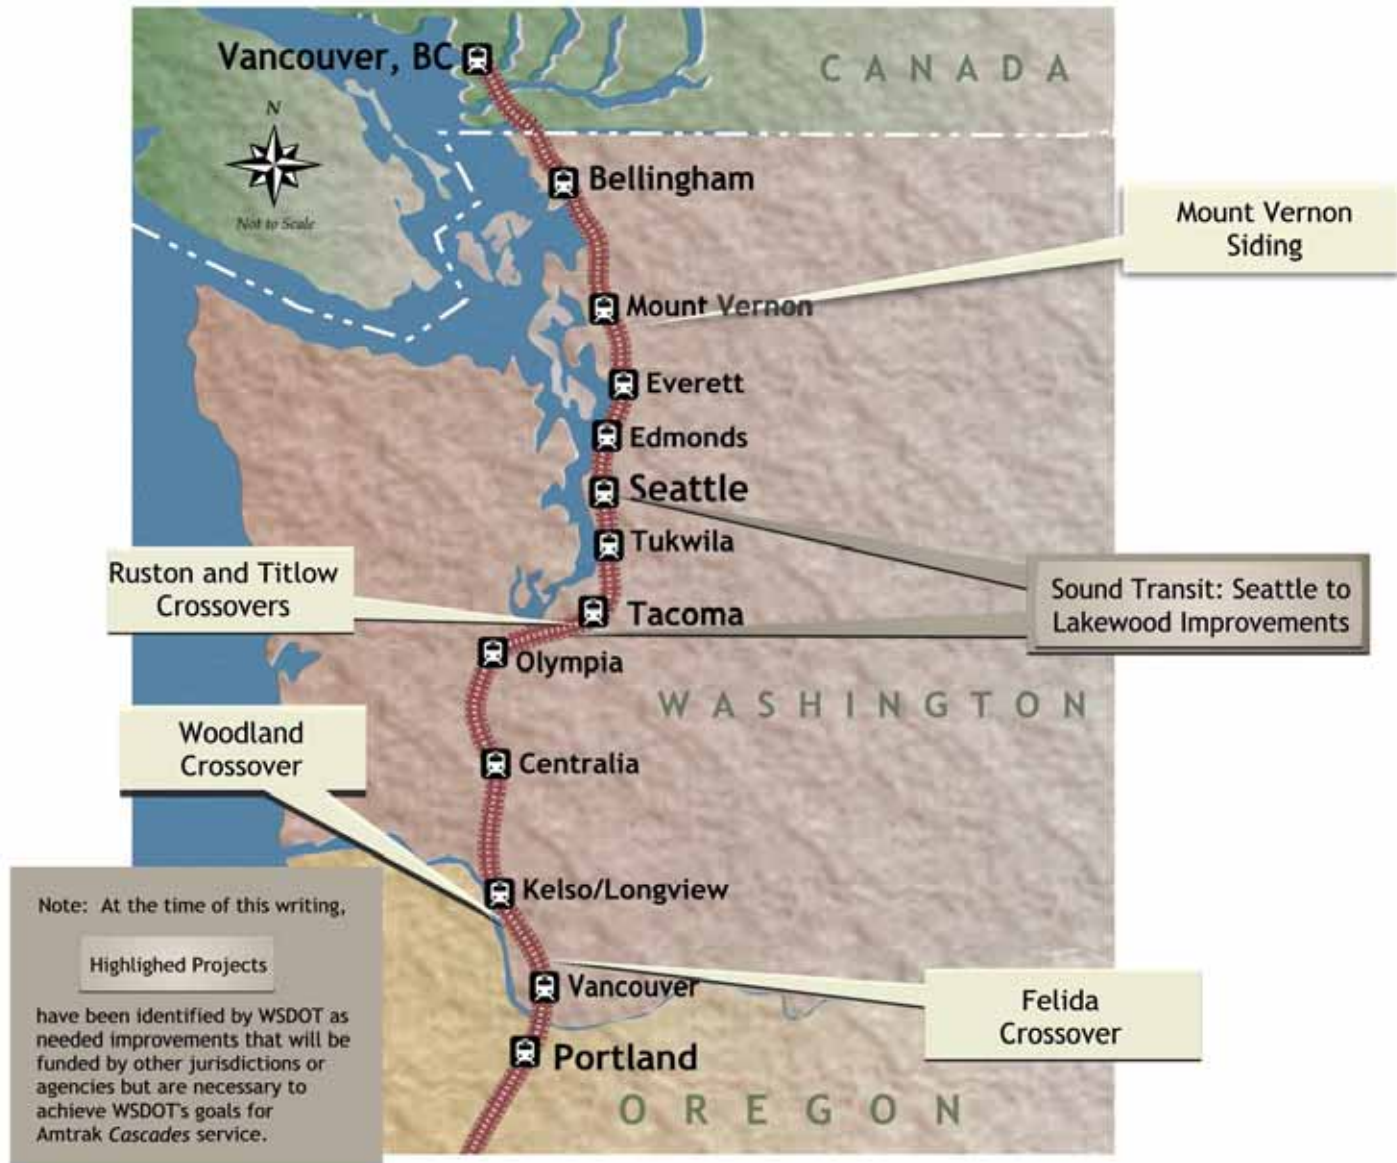 Vancouver, BC
CANADA
N
Not to Scale
Bellingham
Mount Vernon
Siding
Mount Vernon
Everett
Edmonds
Seattle
Tukwila
Ruston and Titlow
Crossovers
Sound Transit: Seattle to
Lakewood Improvements
Tacoma
Olympia
WASHINGTON
Woodland
Crossover
Centralia
Kelso/Longview
Vancouver
Felida
Crossover
Portland
OREGON
Note: At the time of this writing,
Highlighed Projects
have been identified by WSDOT as
needed improvements that will be
funded by other jurisdictions or
agencies but are necessary to
achieve WSDOT's goals for
Amtrak Cascades service.